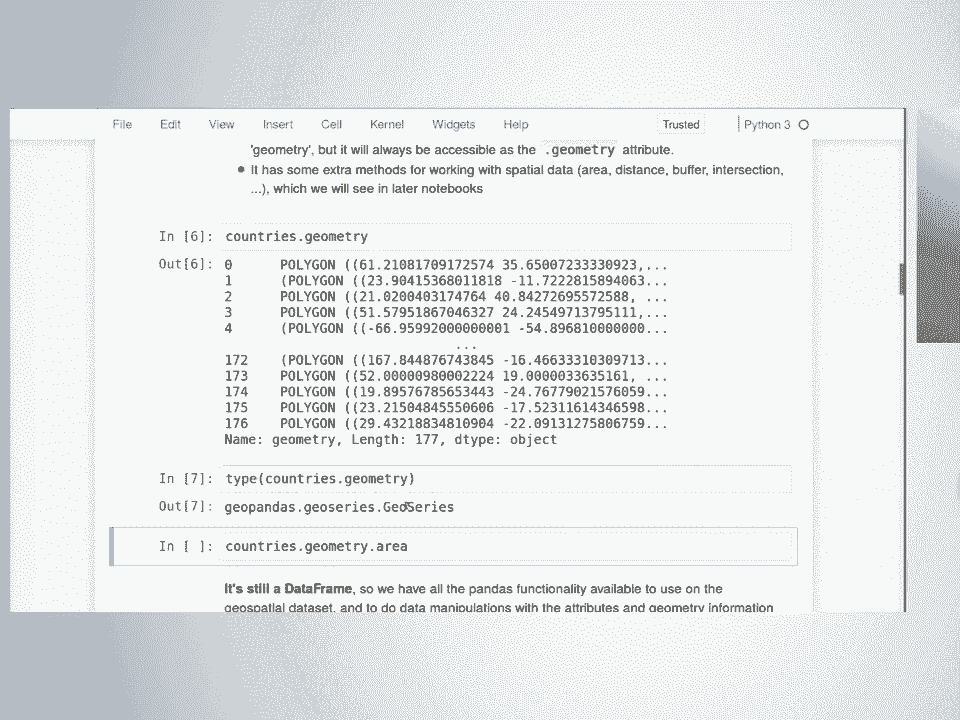 File Edit View Insert Cell Kernel Widgets Help Trusted Python 3
'geometry', but it will always be accessible as the .geometry attribute.
It has some extra methods for working with spatial data (area, distance, buffer, intersection,
...), which we will see in later notebooks
In [6]: countries.geometry
Out[6]: 0 POLYGON ((61.21081709172574 35.65007233330923,...
1 (POLYGON ((23.90415368011818 -11.7222815894063...
2 POLYGON ((21.0200403174764 40.84272695572588, ...
3 POLYGON ((51.57951867046327 24.24549713795111,...
4 (POLYGON ((-66.95992000000001 -54.896810000000...
...
172 (POLYGON ((167.844876743845 -16.46633310309713...
173 POLYGON ((52.00000980002224 19.0000033635161, ...
174 POLYGON ((19.89576785653443 -24.76779021576059...
175 POLYGON ((23.21504845550606 -17.52311614346598...
176 POLYGON ((29.43218834810904 -22.09131275806759...
Name: geometry, Length: 177, dtype: object
In [7]: type(countries.geometry)
Out[7]: geopandas.geoseries.GeoSeries
In [ ]: countries.geometry.area
It's still a DataFrame, so we have all the pandas functionality available to use on the
geospatial dataset, and to do data manipulations with the attributes and geometry information